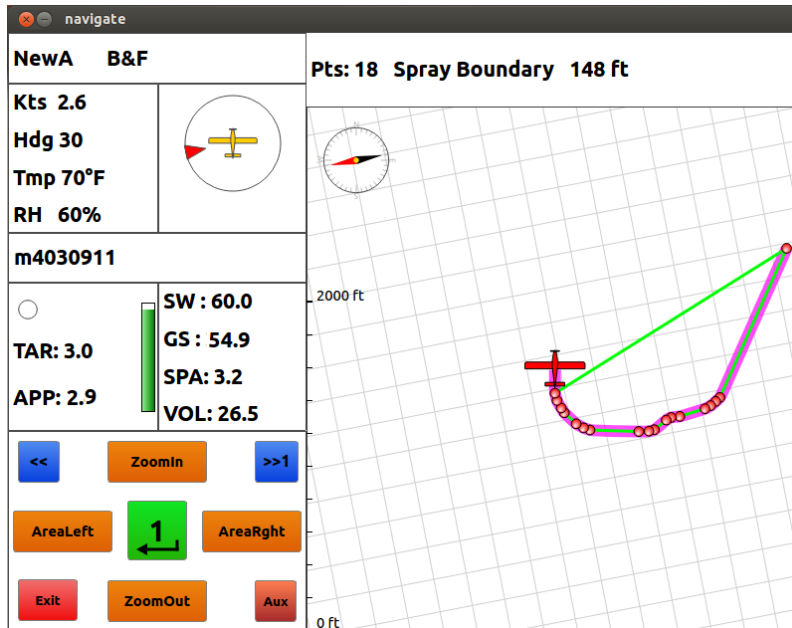 navigate
NewA B&F
Pts: 18 Spray Boundary 148 ft
Kts 2.6
Hdg 30
Tmp 70°F
RH 60%
N
W
E
S
m4030911
2000 ft
TAR: 3.0
APP: 2.9
SW : 60.0
GS : 54.9
SPA: 3.2
VOL: 26.5
<< ZoomIn >>1
AreaLeft 1 AreaRght
Exit ZoomOut Aux
0 ft